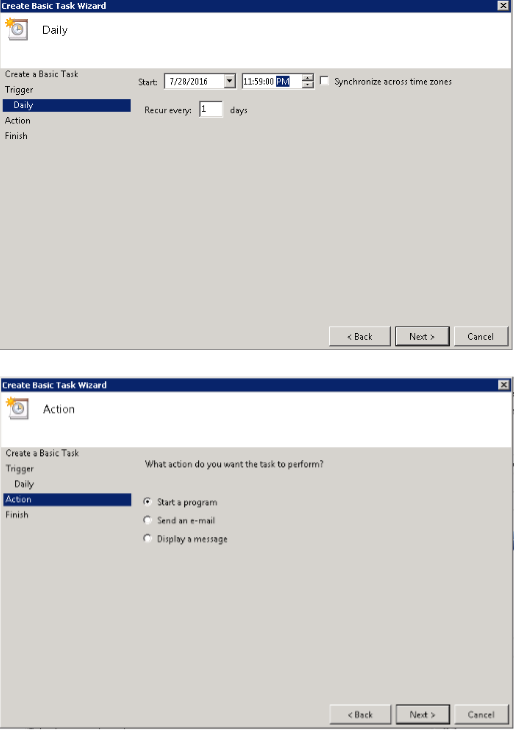 Create Basic Task Wizard
Daily
Create a Basic Task
Trigger
Daily
Action
Finish
Start: 7/28/2016 11:59:00 PM Synchronize across time zones
Recur every: 1 days
< Back Next > Cancel
Create Basic Task Wizard
Action
Create a Basic Task
Trigger
Daily
Action
Finish
What action do you want the task to perform?
Start a program
Send an e-mail
Display a message
< Back Next > Cancel